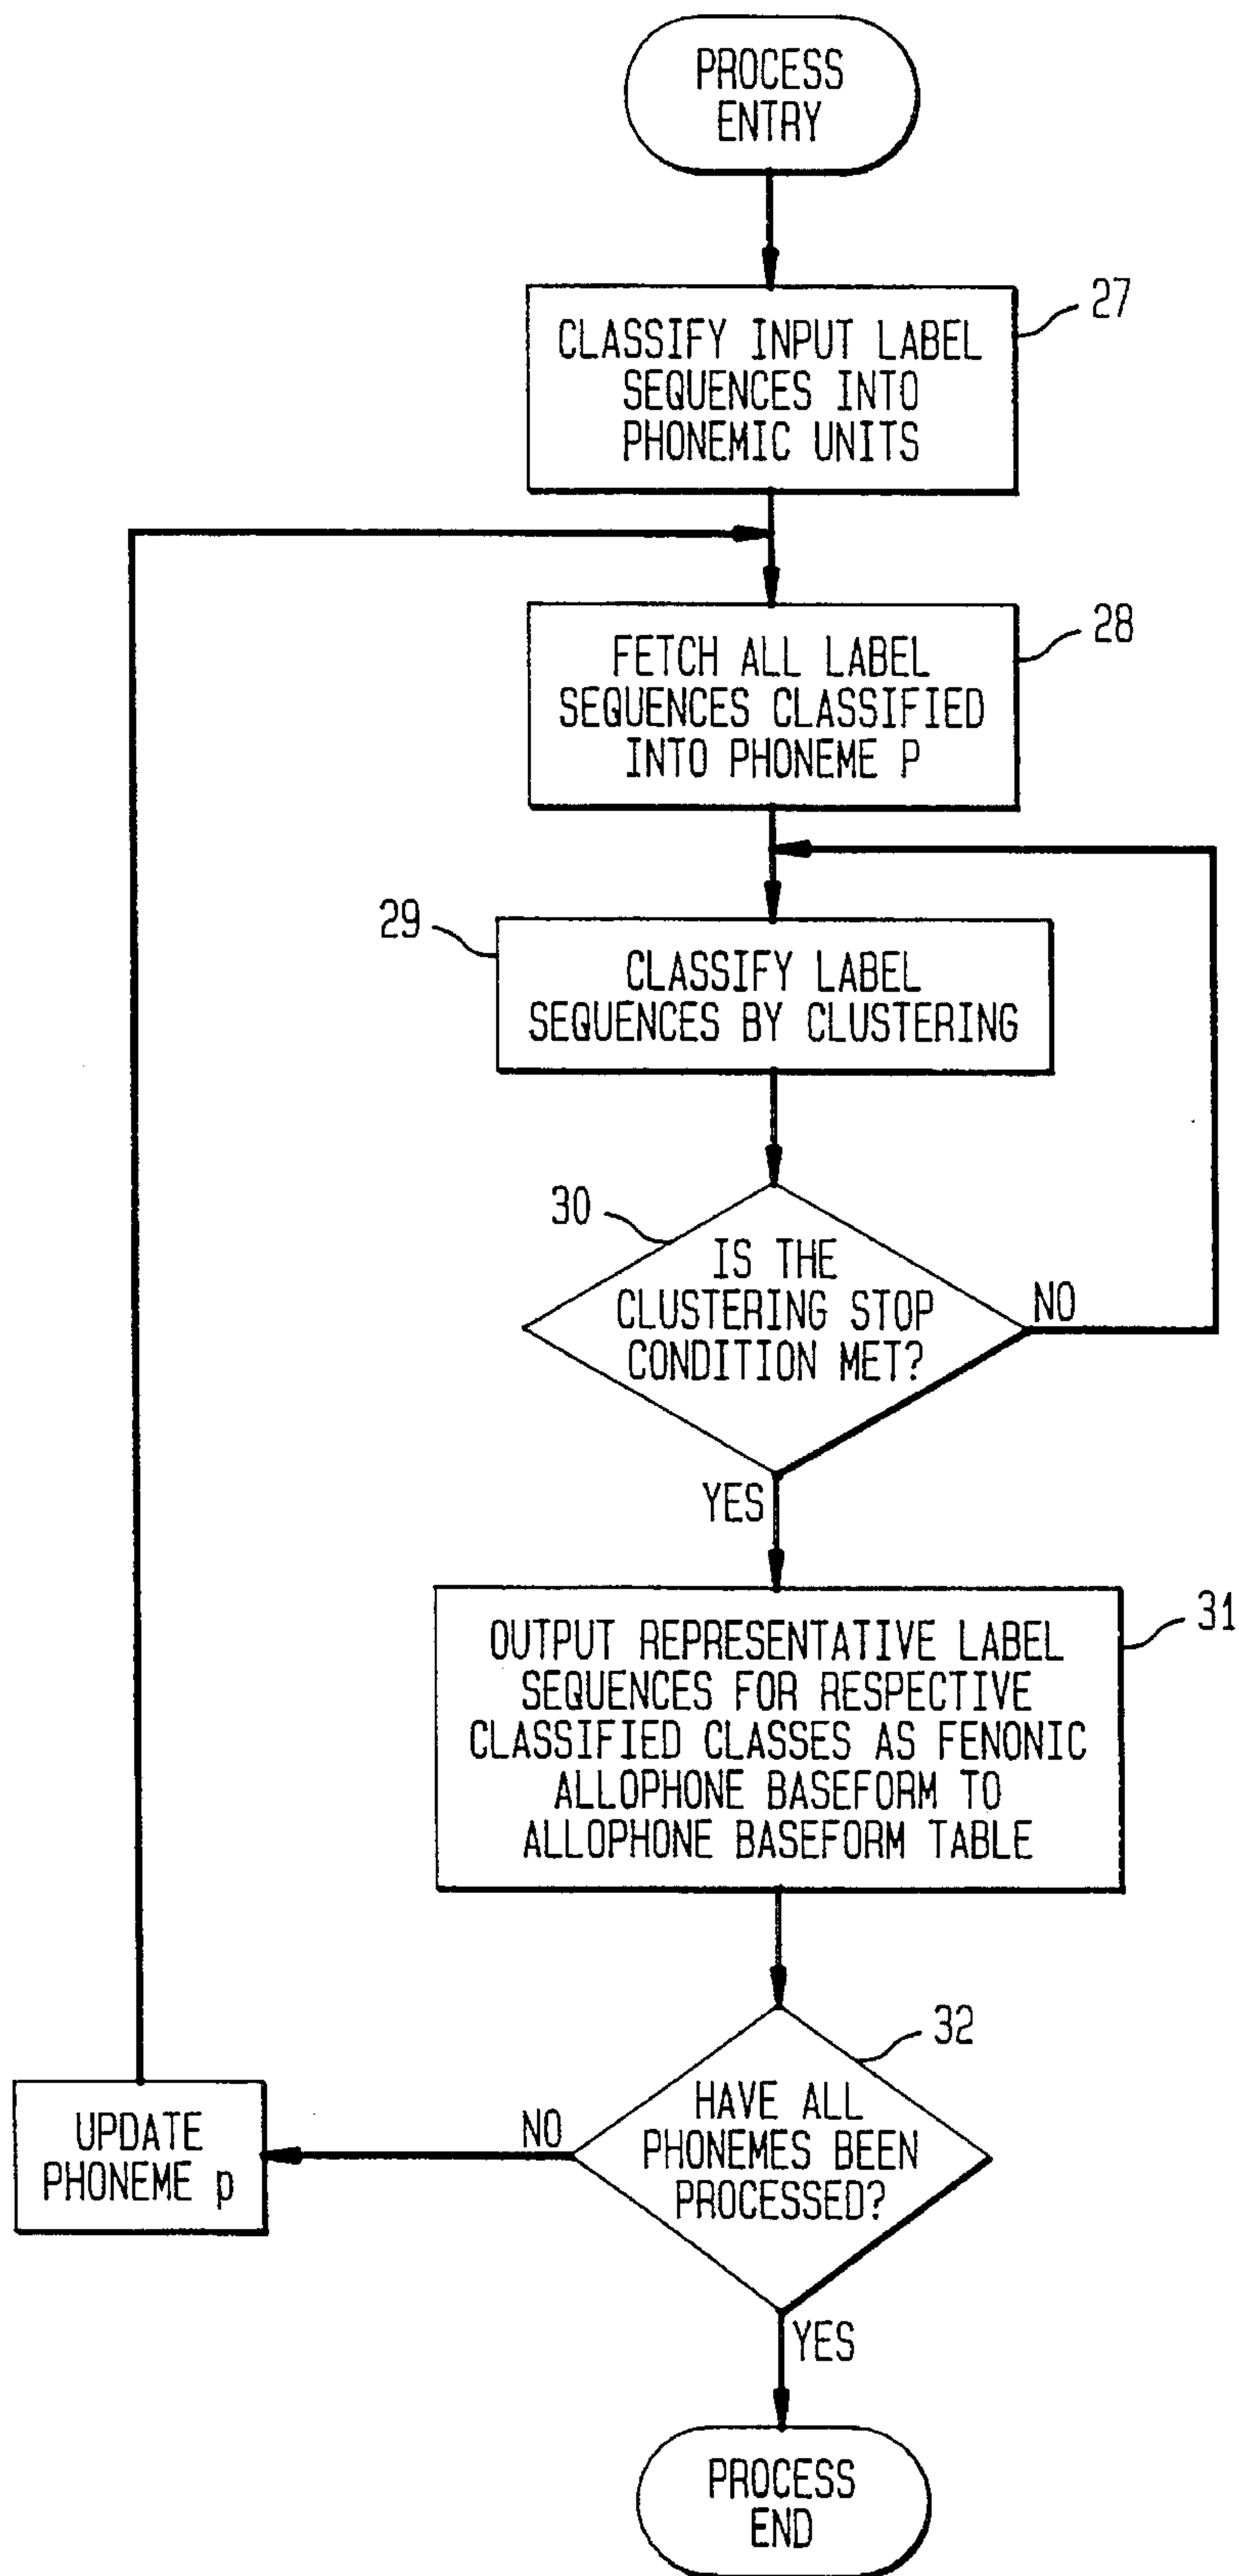 PROCESS
ENTRY
27
CLASSIFY INPUT LABEL
SEQUENCES INTO
PHONEMIC UNITS
28
FETCH ALL LABEL
SEQUENCES CLASSIFIED
INTO PHONEME P
29
CLASSIFY LABEL
SEQUENCES BY CLUSTERING
30
IS THE
CLUSTERING STOP
CONDITION MET?
NO
YES
31
OUTPUT REPRESENTATIVE LABEL
SEQUENCES FOR RESPECTIVE
CLASSIFIED CLASSES AS FENONIC
ALLOPHONE BASEFORM TO
ALLOPHONE BASEFORM TABLE
32
HAVE ALL
PHONEMES BEEN
PROCESSED?
NO
UPDATE
PHONEME p
YES
PROCESS
END